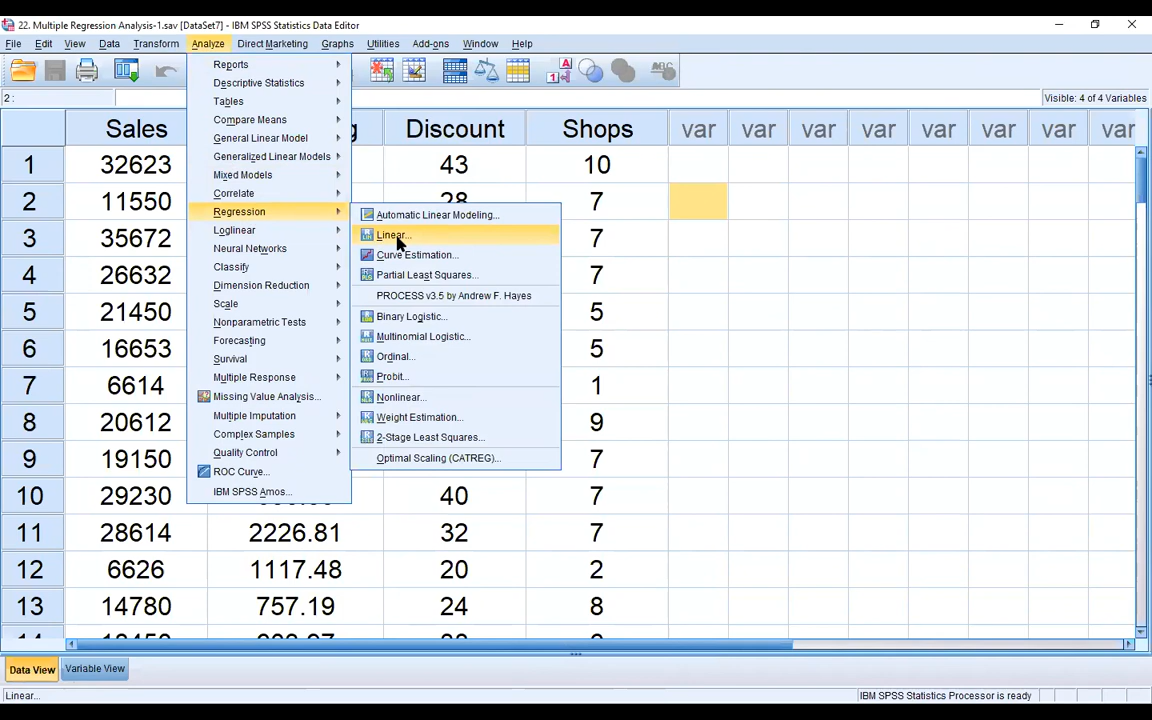 22. Multiple Regression Analysis-1.sav [DataSet7] - IBM SPSS Statistics Data Editor
File Edit View Data Transform Analyze Direct Marketing Graphs Utilities Add-ons Window Help
2 :
Visible: 4 of 4 Variables
Sales Discount Shops var var var var var var var var
1 32623 43 10
2 11550 28 7
3 35672 7
4 26632 7
5 21450 5
6 16653 5
7 6614 1
8 20612 9
9 19150 7
10 29230 40 7
11 28614 2226.81 32 7
12 6626 1117.48 20 2
13 14780 757.19 24 8
14
Reports
Descriptive Statistics
Tables
Compare Means
General Linear Model
Generalized Linear Models
Mixed Models
Correlate
Regression
Loglinear
Neural Networks
Classify
Dimension Reduction
Scale
Nonparametric Tests
Forecasting
Survival
Multiple Response
Missing Value Analysis...
Multiple Imputation
Complex Samples
Quality Control
ROC Curve...
IBM SPSS Amos...
Automatic Linear Modeling...
Linear...
Curve Estimation...
Partial Least Squares...
PROCESS v3.5 by Andrew F. Hayes
Binary Logistic...
Multinomial Logistic...
Ordinal...
Probit...
Nonlinear...
Weight Estimation...
2-Stage Least Squares...
Optimal Scaling (CATREG)...
Data View Variable View
Linear... IBM SPSS Statistics Processor is ready